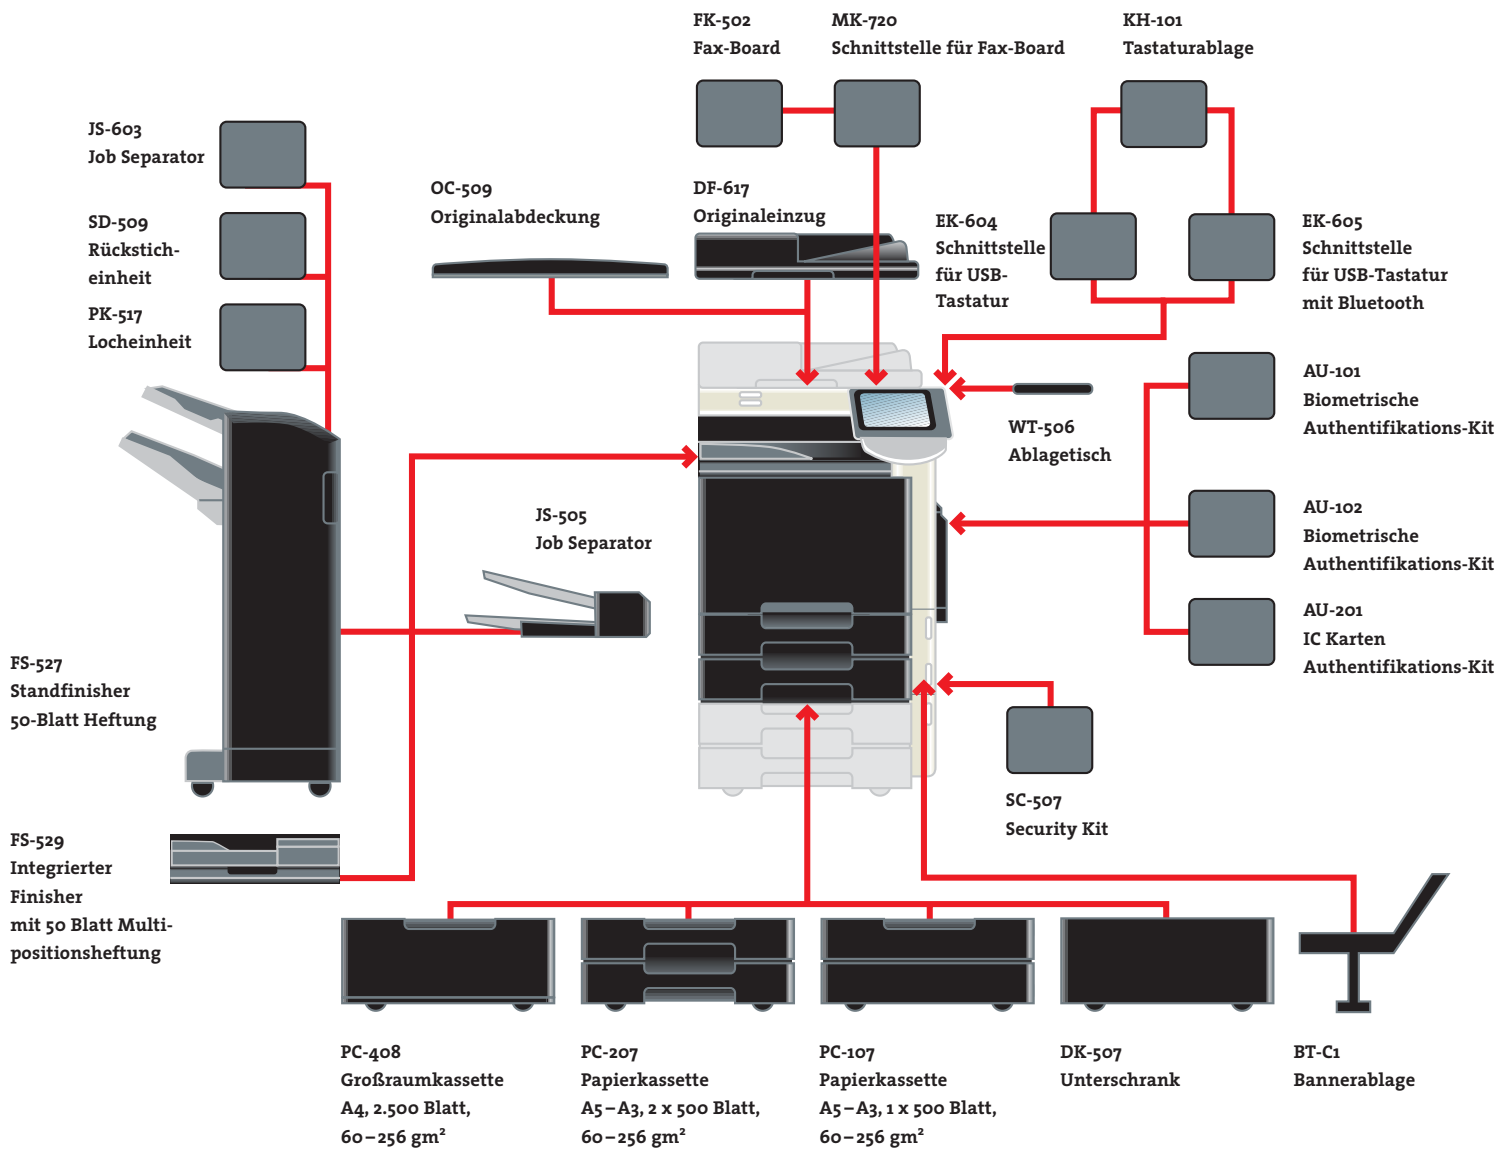 FK-502
Fax-Board
MK-720
Schnittstelle für Fax-Board
KH-101
Tastaturablage
JS-603
Job Separator
SD-509
Rückstich-
einheit
PK-517
Locheinheit
OC-509
Originalabdeckung
DF-617
Originaleinzug
EK-604
Schnittstelle
für USB-
Tastatur
EK-605
Schnittstelle
für USB-Tastatur
mit Bluetooth
AU-101
Biometrische
Authentifikations-Kit
WT-506
Ablagetisch
JS-505
Job Separator
AU-102
Biometrische
Authentifikations-Kit
AU-201
IC Karten
Authentifikations-Kit
FS-527
Standfinisher
50-Blatt Heftung
SC-507
Security Kit
FS-529
Integrierter
Finisher
mit 50 Blatt Multi-
positionsheftung
PC-408
Großraumkassette
A4, 2.500 Blatt,
60–256 gm²
PC-207
Papierkassette
A5–A3, 2 x 500 Blatt,
60–256 gm²
PC-107
Papierkassette
A5–A3, 1 x 500 Blatt,
60–256 gm²
DK-507
Unterschrank
BT-C1
Bannerablage